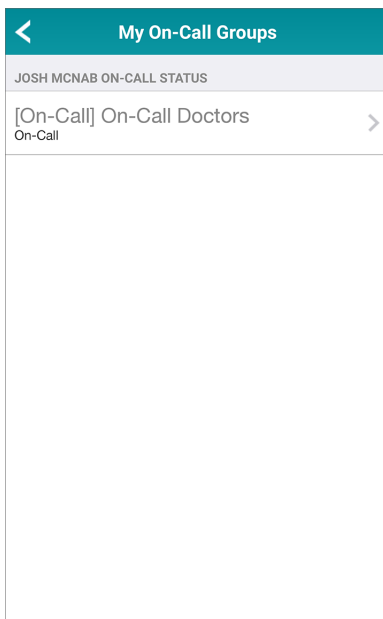 My On-Call Groups
JOSH MCNAB ON-CALL STATUS
[On-Call] On-Call Doctors
On-Call